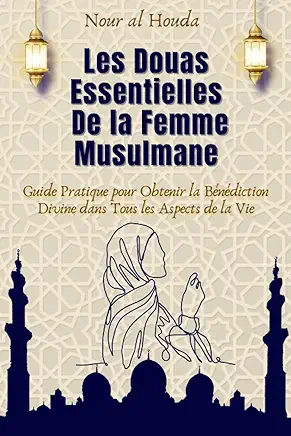 Nour al Houda
Les Douas
Essentielles
De la Femme
Musulmane
Guide Pratique pour Obtenir la Bénédiction
Divine dans Tous les Aspects de la Vie